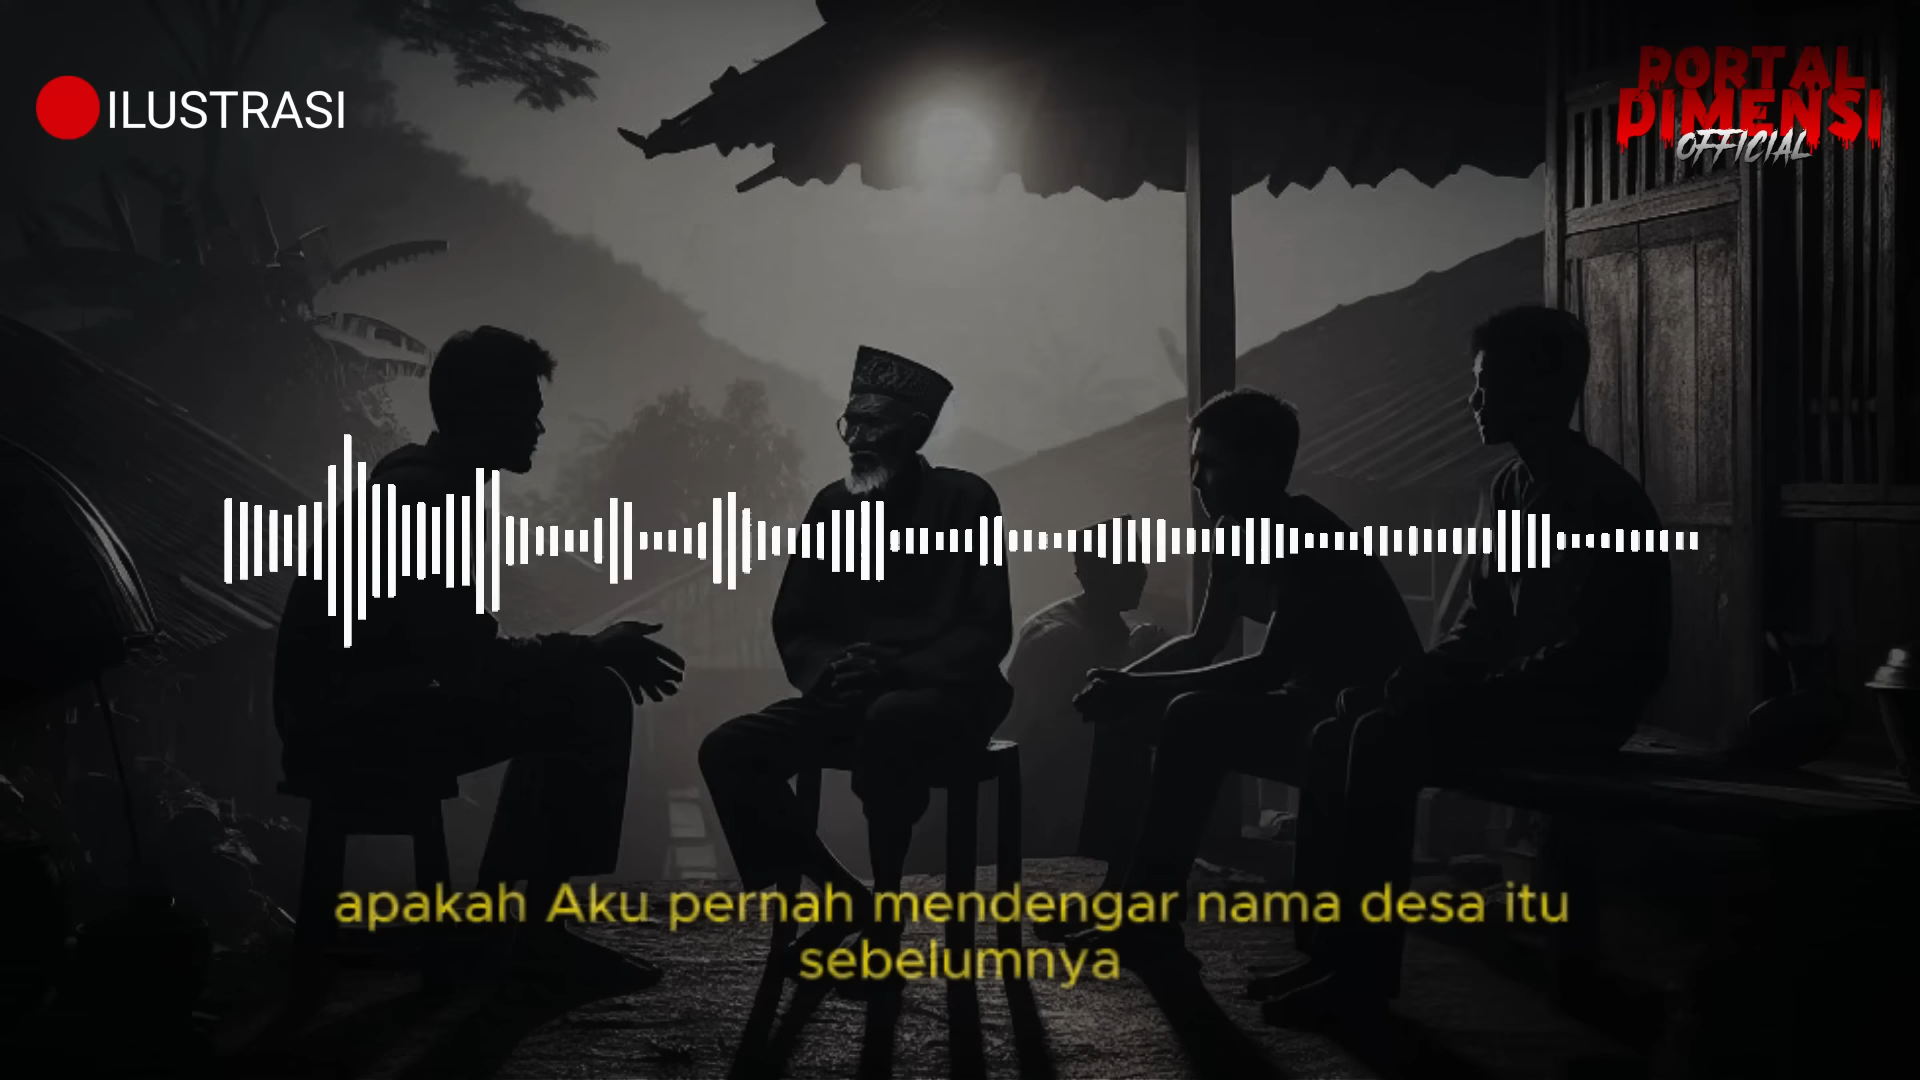 ILUSTRASI
PORTAL
DIMENSI
OFFICIAL
apakah Aku pernah mendengar nama desa itu
sebelumnya